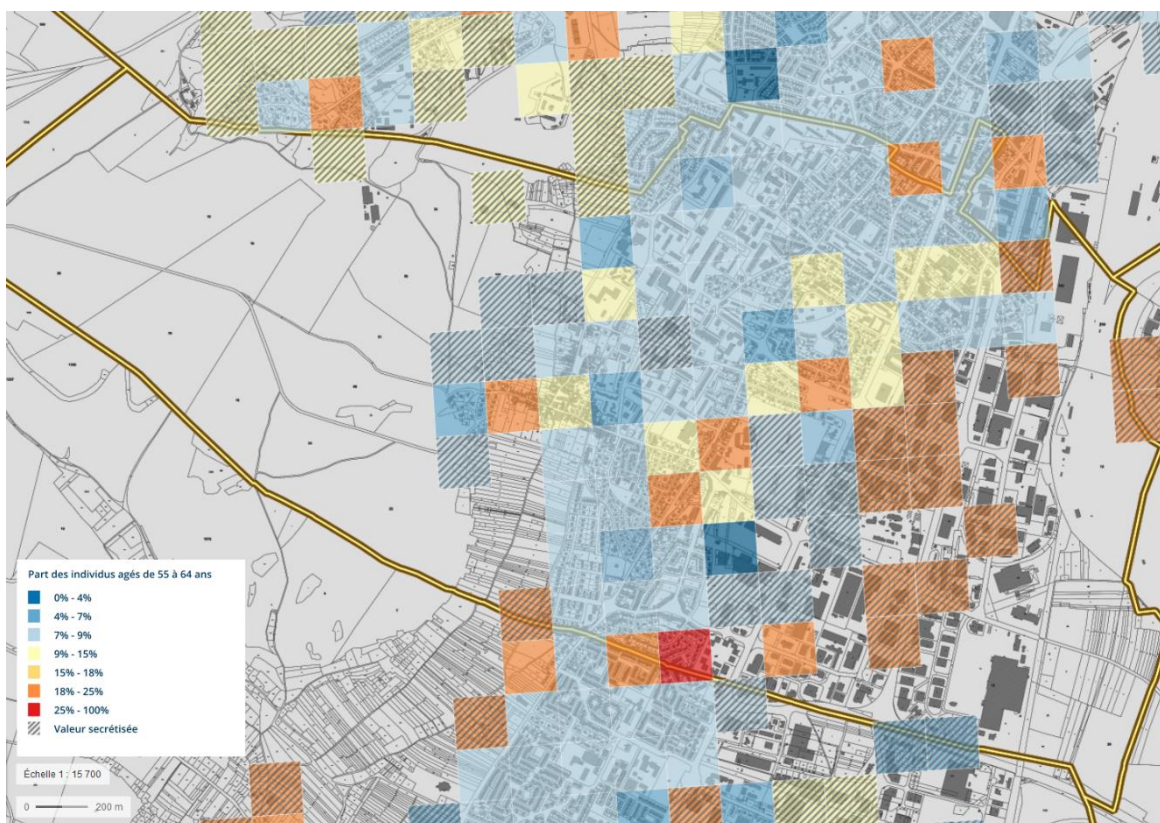 Part des individus agés de 55 à 64 ans
0% - 4%
4% - 7%
7% - 9%
9% - 15%
15% - 18%
18% - 25%
25% - 100%
Valeur secrétisée
Échelle 1 : 15 700
0 200 m